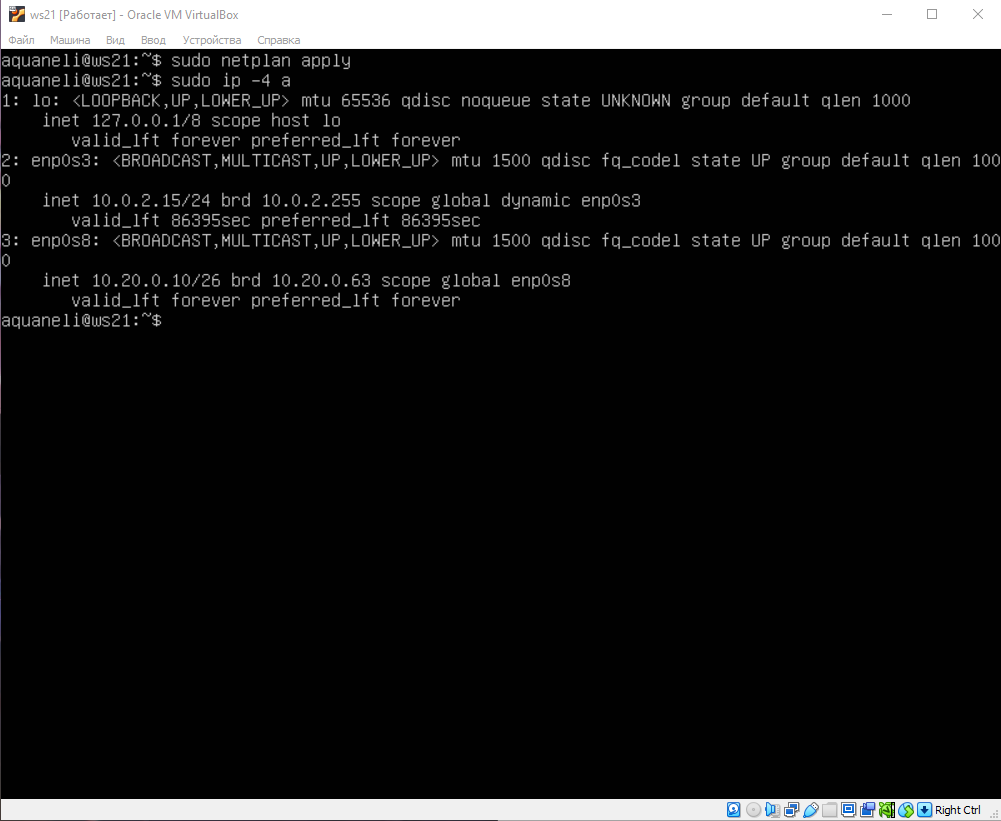 ws21 [Работает] - Oracle VM VirtualBox
Файл Машина Вид Ввод Устройства Справка
aquaneli@ws21:~$ sudo netplan apply
aquaneli@ws21:~$ sudo ip -4 a
1: lo: <LOOPBACK,UP,LOWER_UP> mtu 65536 qdisc noqueue state UNKNOWN group default qlen 1000
    inet 127.0.0.1/8 scope host lo
       valid_lft forever preferred_lft forever
2: enp0s3: <BROADCAST,MULTICAST,UP,LOWER_UP> mtu 1500 qdisc fq_codel state UP group default qlen 100
0
    inet 10.0.2.15/24 brd 10.0.2.255 scope global dynamic enp0s3
       valid_lft 86395sec preferred_lft 86395sec
3: enp0s8: <BROADCAST,MULTICAST,UP,LOWER_UP> mtu 1500 qdisc fq_codel state UP group default qlen 100
0
    inet 10.20.0.10/26 brd 10.20.0.63 scope global enp0s8
       valid_lft forever preferred_lft forever
aquaneli@ws21:~$
Right Ctrl